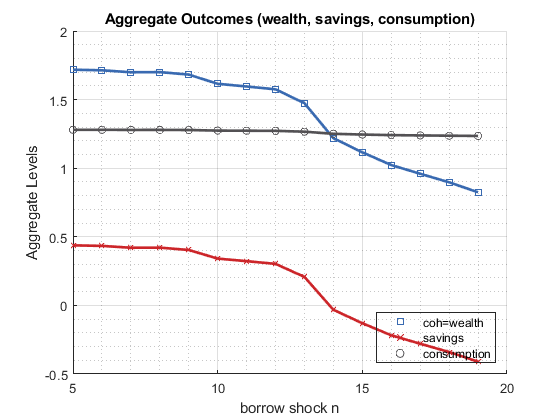 Aggregate Outcomes (wealth, savings, consumption)
2
1.5
1
0.5
0
-0.5
Aggregate Levels
5
10
15
20
borrow shock n
coh=wealth
savings
consumption